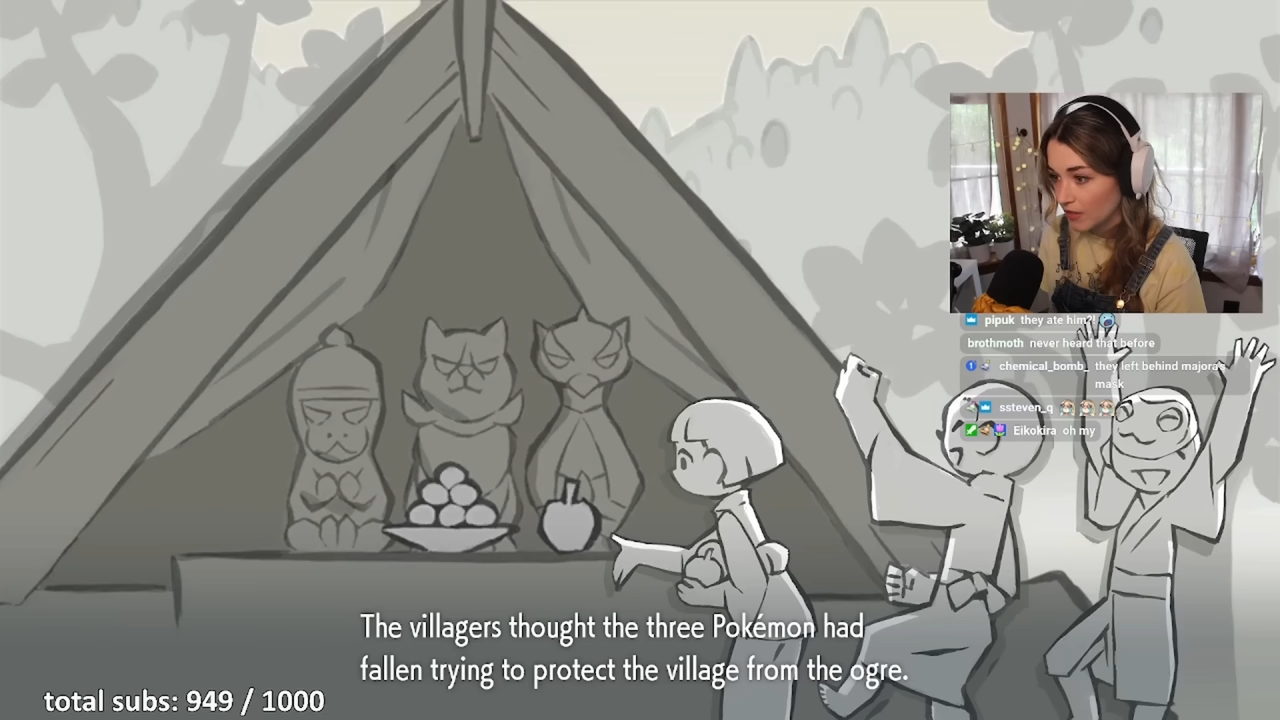 pipuk they ate him?!
brothmoth never heard that before
chemical_bomb_ they left behind majora's
mask
ssteven_q
Eikokira oh my
The villagers thought the three Pokémon had
fallen trying to protect the village from the ogre.
total subs: 949 / 1000